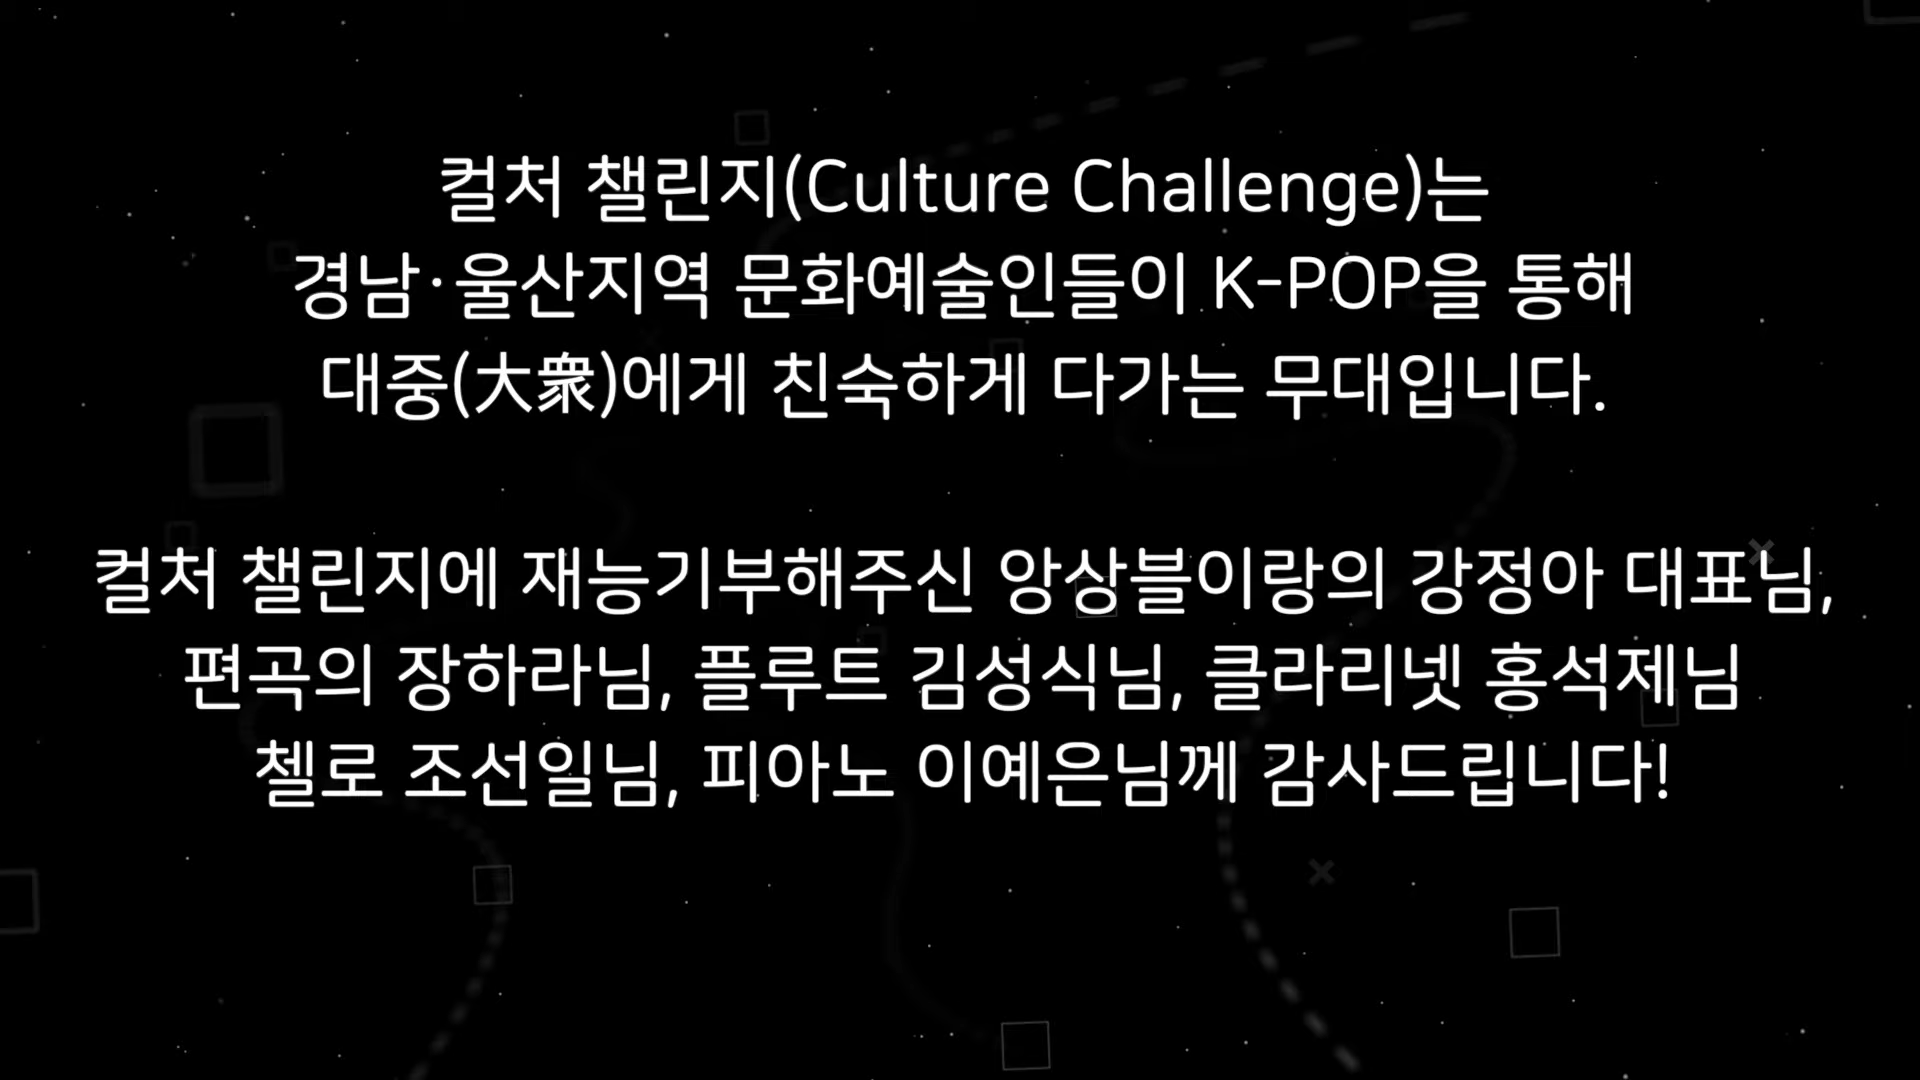 컬처 챌린지(Culture Challenge)는
경남·울산지역 문화예술인들이 K-POP을 통해
대중(大衆)에게 친숙하게 다가는 무대입니다.
컬처 챌린지에 재능기부해주신 앙상블이랑의 강정아 대표님,
편곡의 장하라님, 플루트 김성식님, 클라리넷 홍석제님
첼로 조선일님, 피아노 이예은님께 감사드립니다!